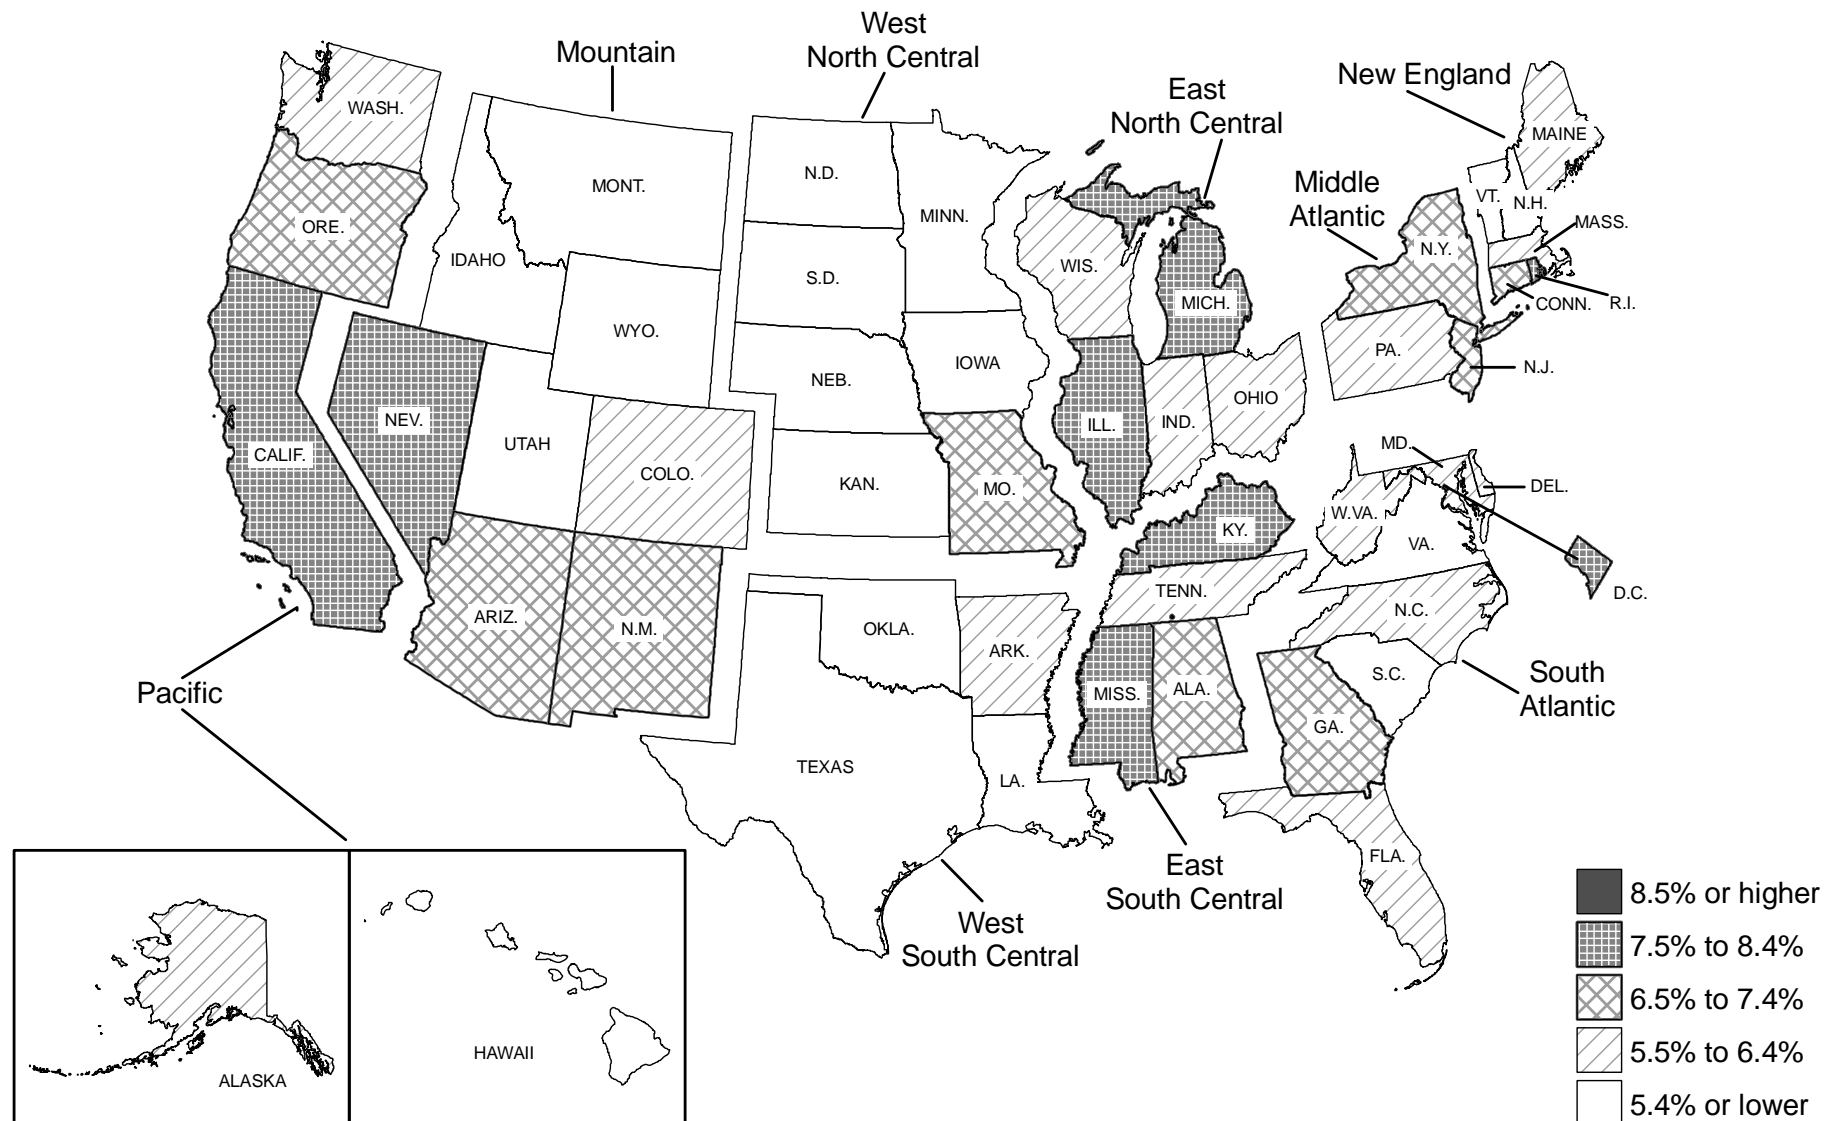 West
North Central
Mountain
New England
East
North Central
WASH.
MAINE
N.D.
MONT.
Middle
Atlantic
VT.
N.H.
MINN.
MASS.
ORE.
N.Y.
IDAHO
WIS.
S.D.
MICH.
CONN.
R.I.
WYO.
PA.
IOWA
N.J.
NEB.
OHIO
NEV.
ILL.
IND.
UTAH
MD.
CALIF.
COLO.
KAN.
MO.
DEL.
W.VA.
KY.
VA.
D.C.
TENN.
N.C.
ARIZ.
N.M.
OKLA.
ARK.
S.C.
South
Atlantic
Pacific
MISS.
ALA.
GA.
TEXAS
LA.
FLA.
East
South Central
West
South Central
8.5% or higher
7.5% to 8.4%
6.5% to 7.4%
5.5% to 6.4%
5.4% or lower
HAWAII
ALASKA